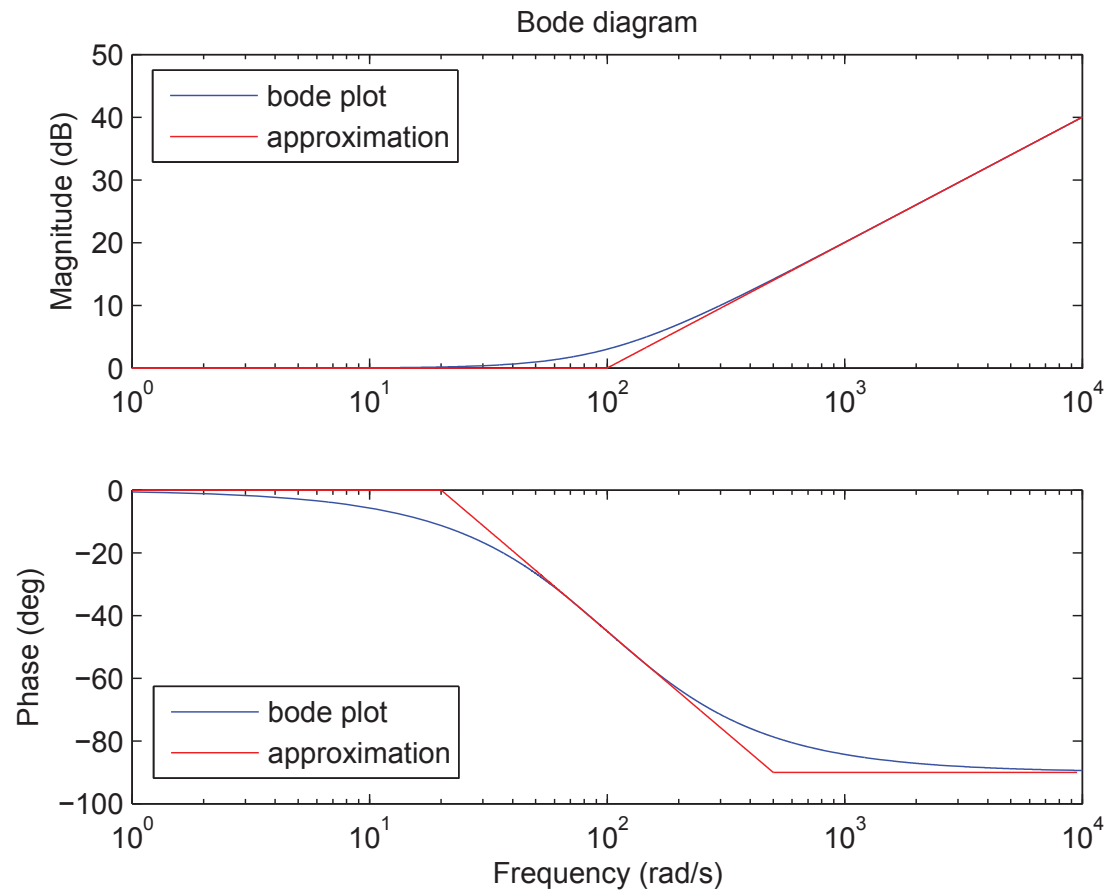 Bode diagram
50
40
30
20
10
0
Magnitude (dB)
bode plot
approximation
10^0
10^1
10^2
10^3
10^4
0
−20
−40
−60
−80
−100
Phase (deg)
bode plot
approximation
10^0
10^1
10^2
10^3
10^4
Frequency (rad/s)